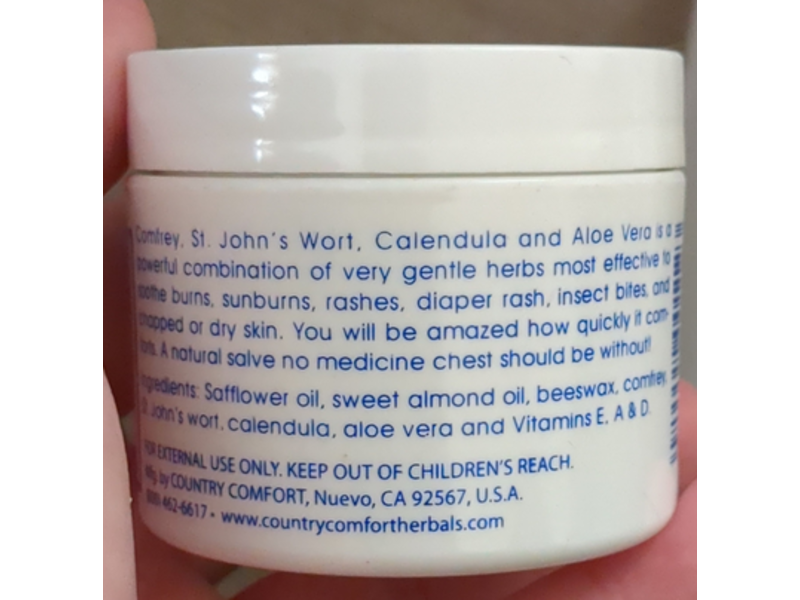 Comfrey, St. John's Wort, Calendula and Aloe Vera is a
powerful combination of very gentle herbs most effective to
soothe burns, sunburns, rashes, diaper rash, insect bites, and
chapped or dry skin. You will be amazed how quickly it com-
forts. A natural salve no medicine chest should be without!
Ingredients: Safflower oil, sweet almond oil, beeswax, comfrey,
St. John's wort, calendula, aloe vera and Vitamins E, A & D.
FOR EXTERNAL USE ONLY. KEEP OUT OF CHILDREN'S REACH.
Mfg. by COUNTRY COMFORT, Nuevo, CA 92567, U.S.A.
800-462-6617 • www.countrycomfortherbals.com